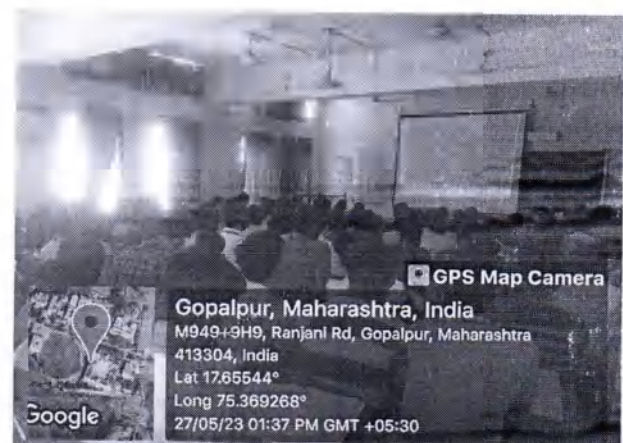 GPS Map Camera
Gopalpur, Maharashtra, India
M949+9H9, Ranjani Rd, Gopalpur, Maharashtra
413304, India
Lat 17.65544°
Long 75.369268°
27/05/23 01:37 PM GMT +05:30
Google